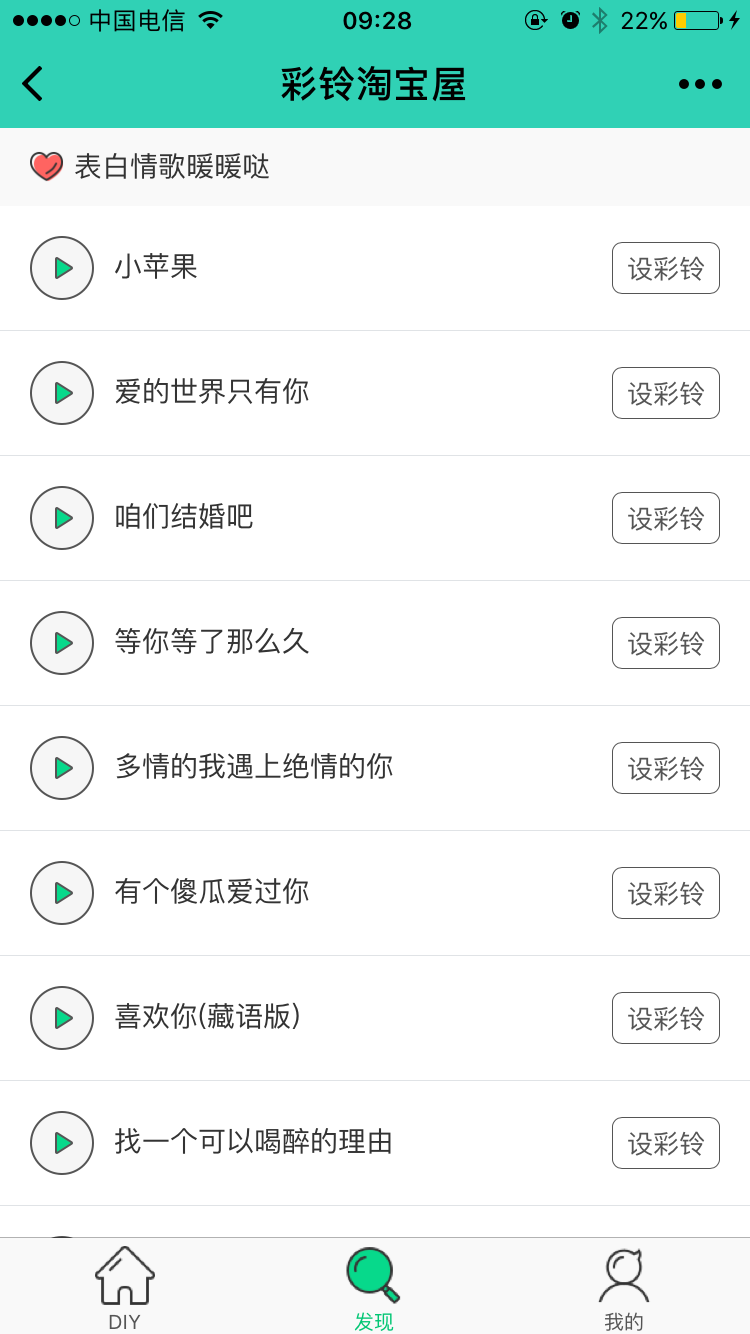 中国电信 09:28 22%
彩铃淘宝屋
表白情歌暖暖哒
小苹果 设彩铃
爱的世界只有你 设彩铃
咱们结婚吧 设彩铃
等你等了那么久 设彩铃
多情的我遇上绝情的你 设彩铃
有个傻瓜爱过你 设彩铃
喜欢你(藏语版) 设彩铃
找一个可以喝醉的理由 设彩铃
DIY 发现 我的